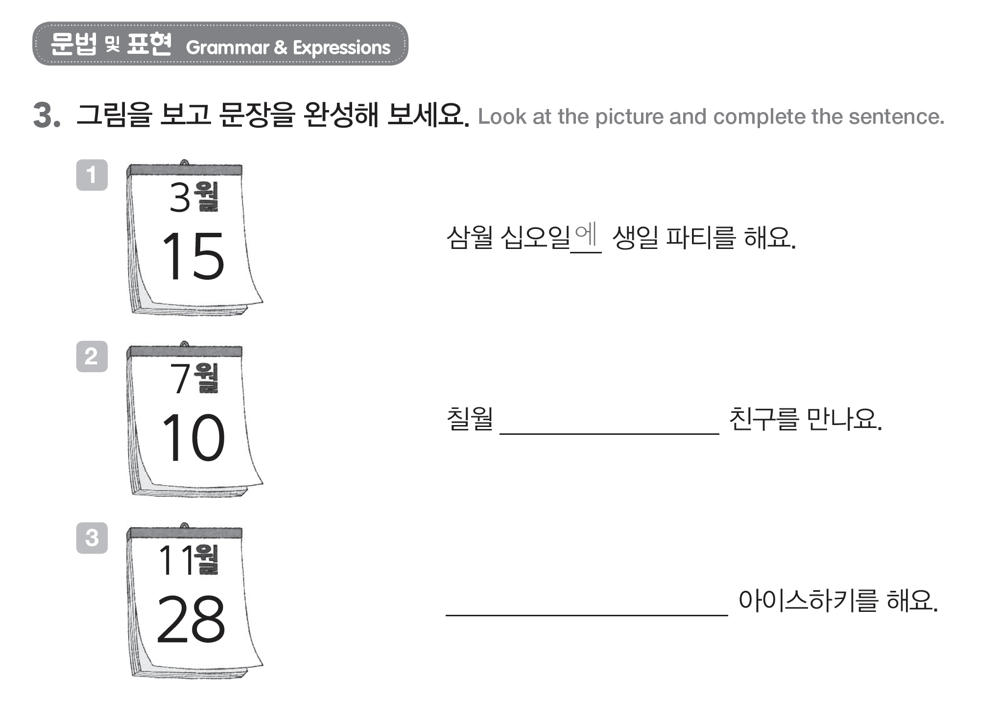 문법 및 표현 Grammar & Expressions
3. 그림을 보고 문장을 완성해 보세요. Look at the picture and complete the sentence.
1
3월
15
삼월 십오일에 생일 파티를 해요.
2
7월
10
칠월 ______ 친구를 만나요.
3
11월
28
______ 아이스하키를 해요.